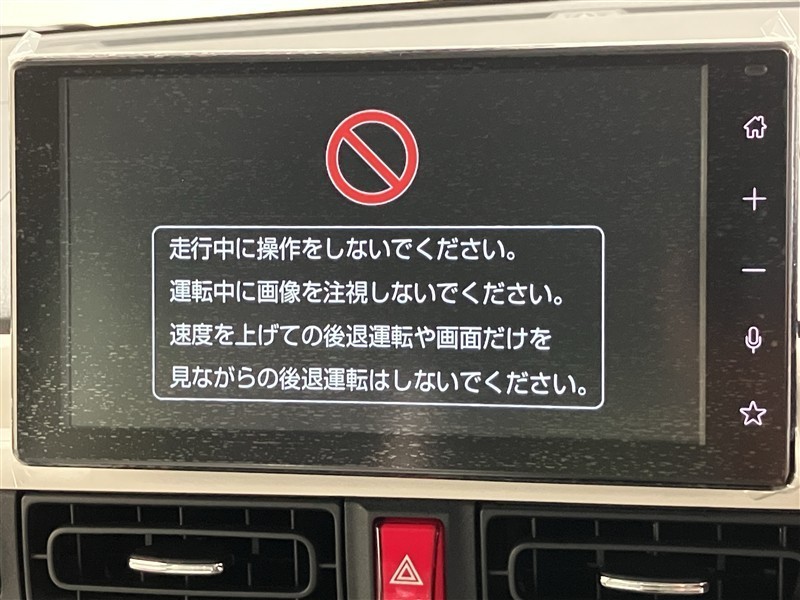 走行中に操作をしないでください。
運転中に画像を注視しないでください。
速度を上げての後退運転や画面だけを
見ながらの後退運転はしないでください。